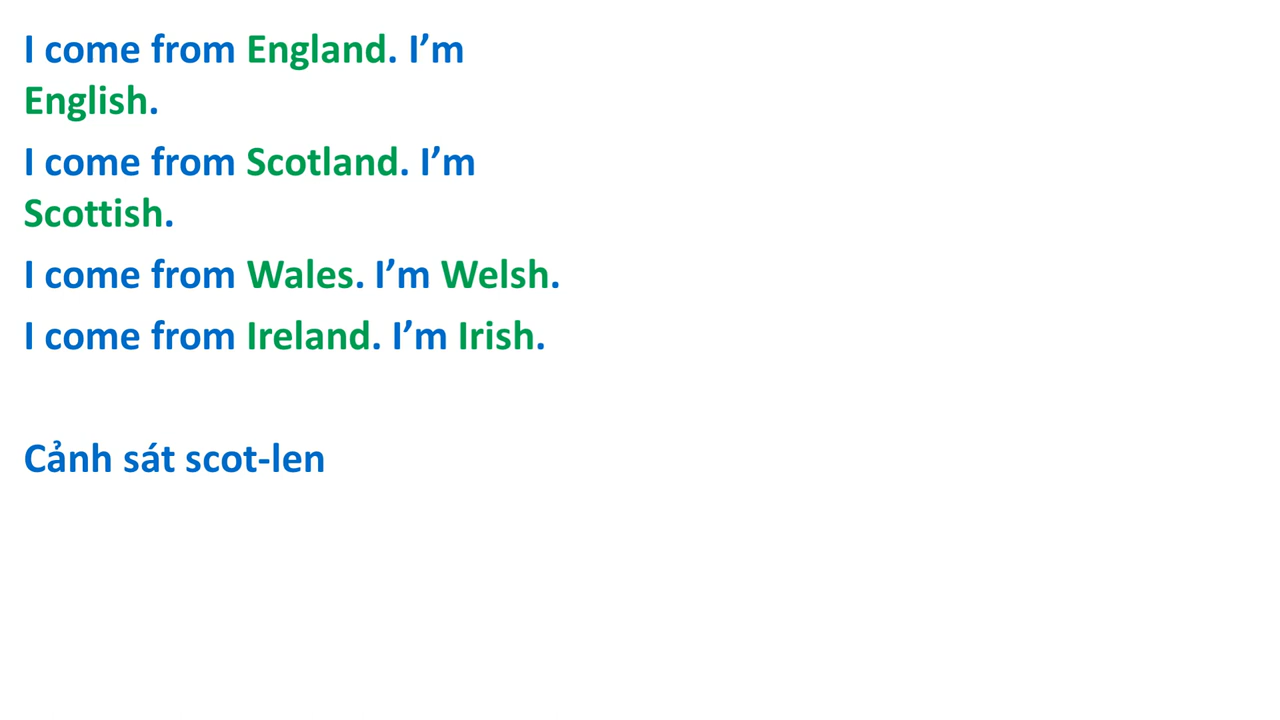 I come from England. I’m
English.
I come from Scotland. I’m
Scottish.
I come from Wales. I’m Welsh.
I come from Ireland. I’m Irish.
Cảnh sát scot-len